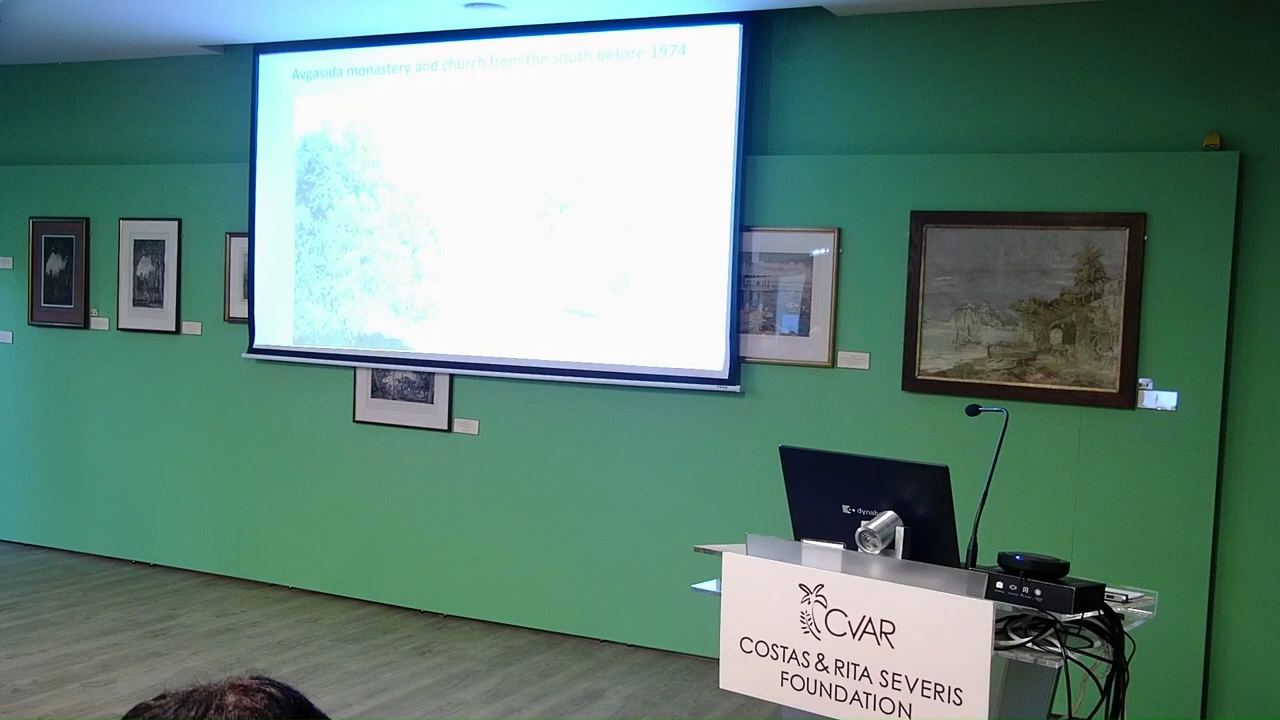 Avgasida monastery and church from the south before 1974
CVAR
COSTAS & RITA SEVERIS
FOUNDATION